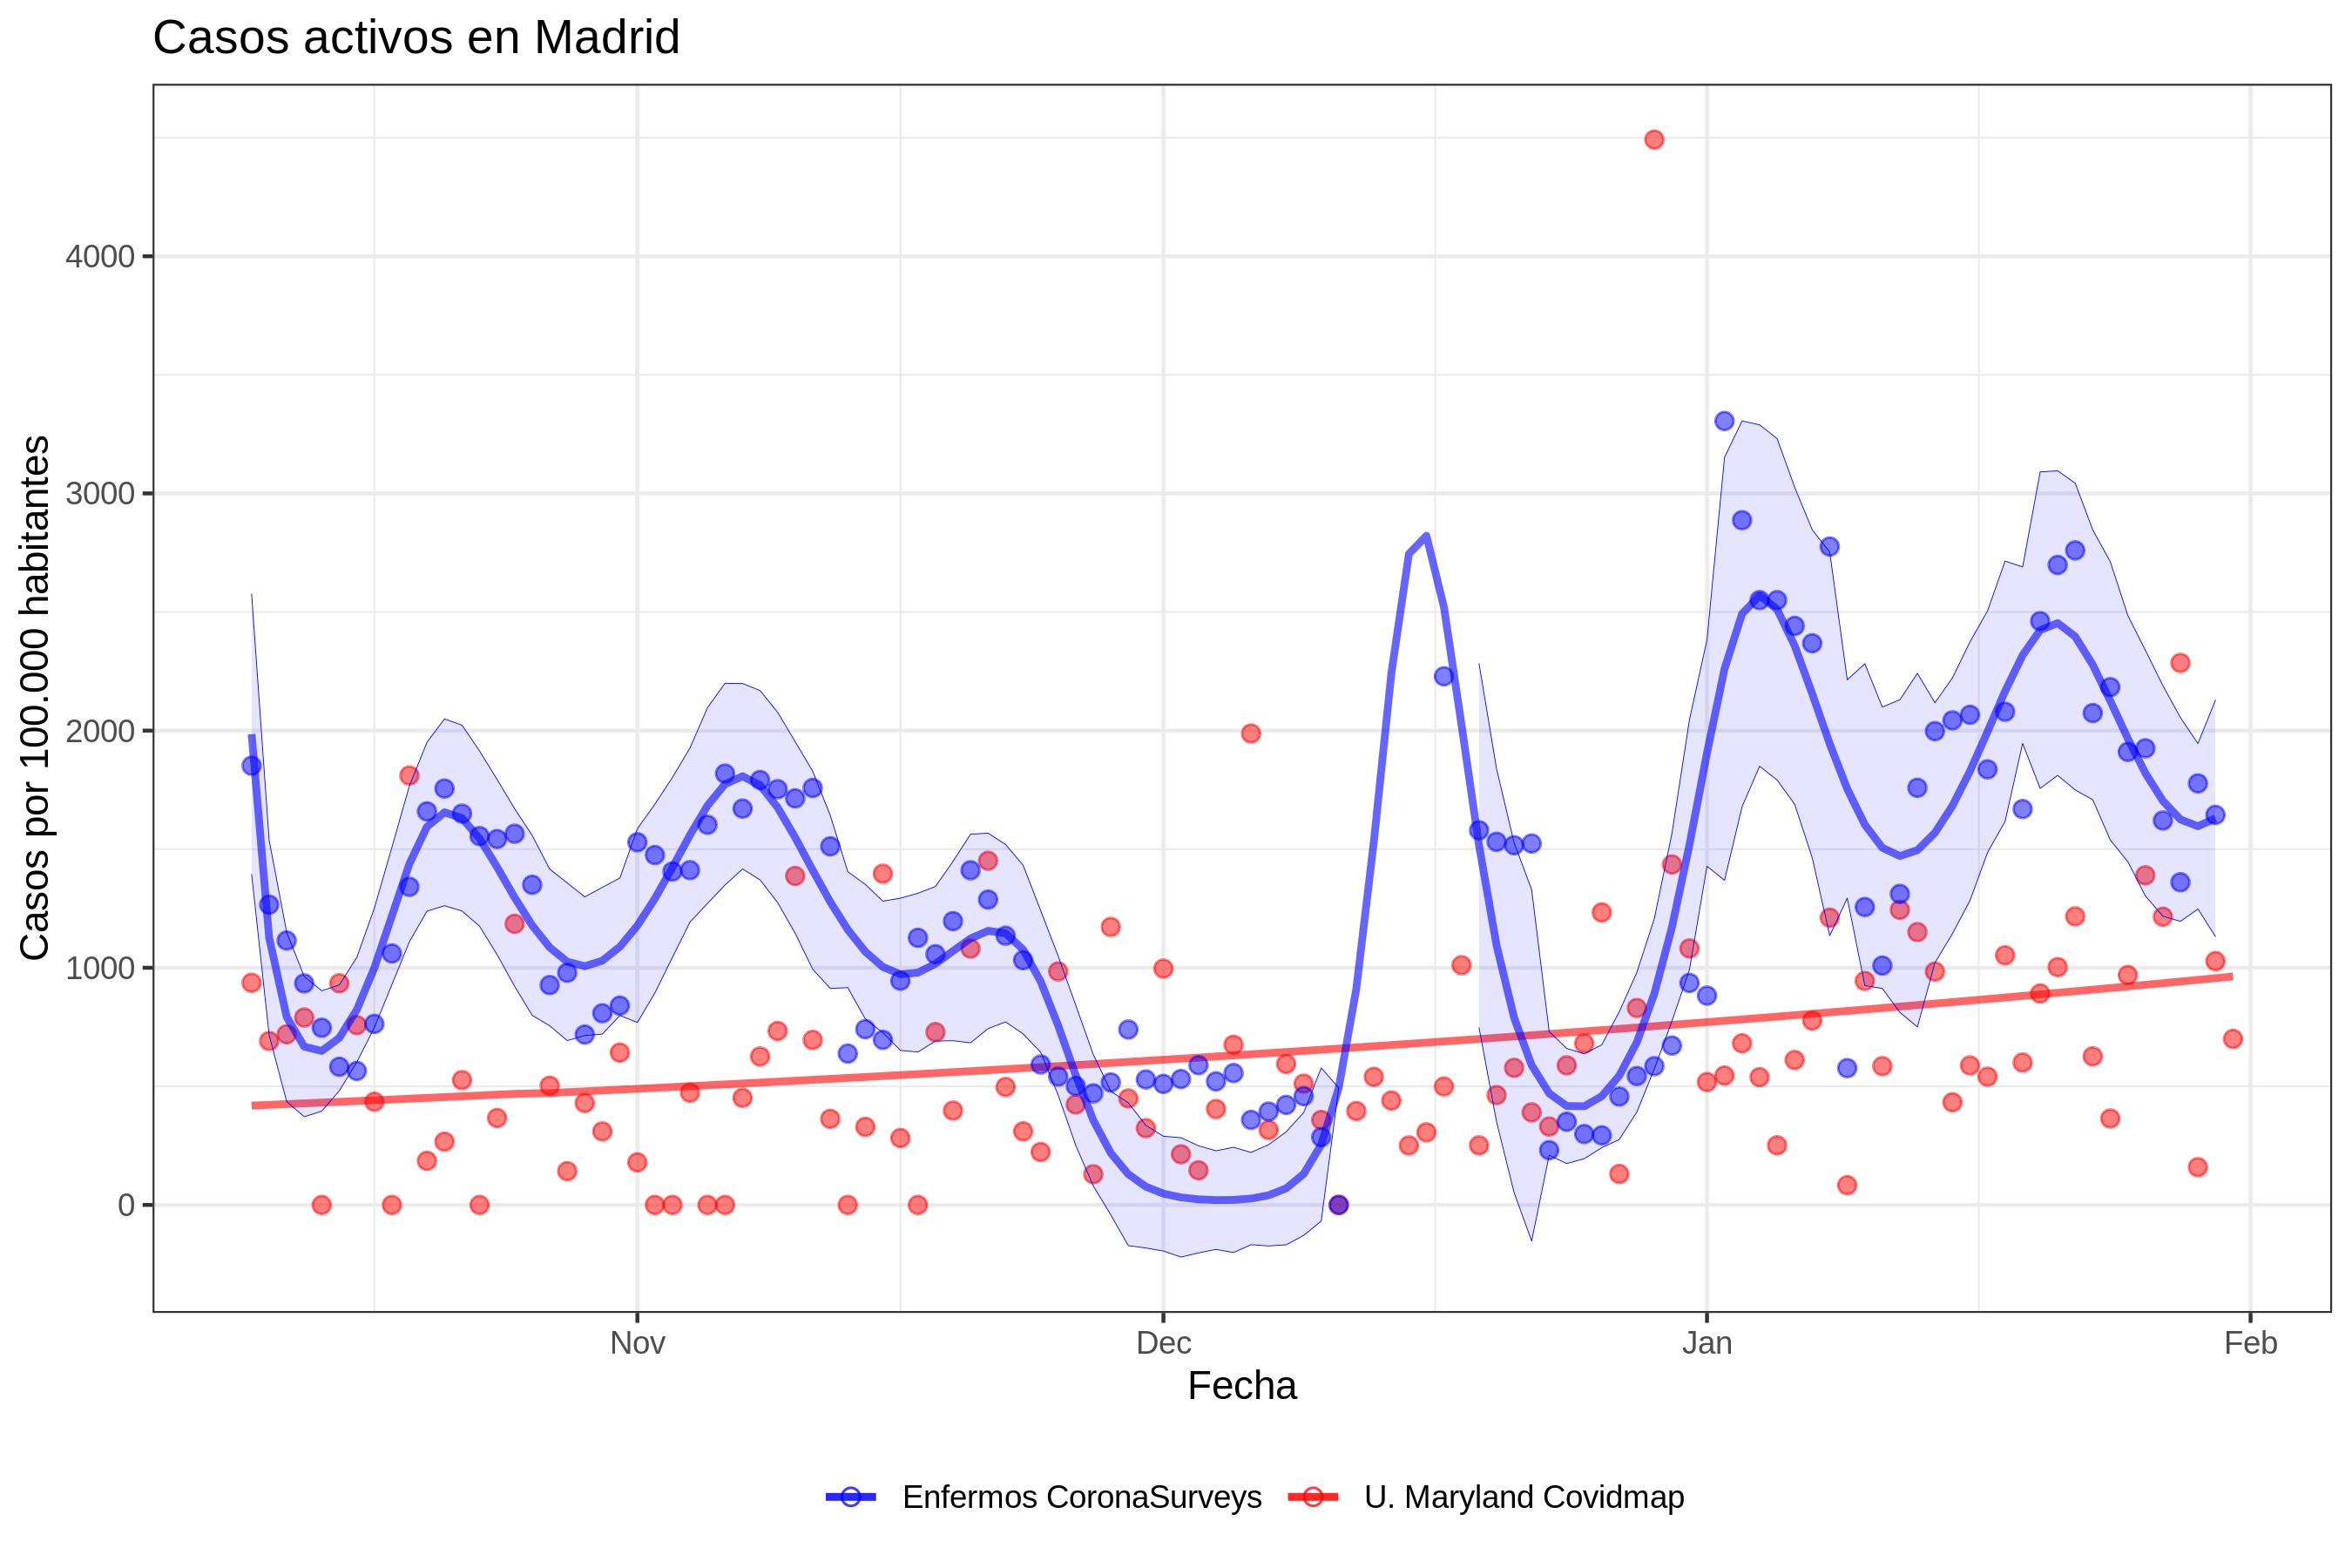 Casos activos en Madrid
Casos por 100.000 habitantes
4000
3000
2000
1000
0
Nov Dec Jan Feb
Fecha
Enfermos CoronaSurveys U. Maryland Covidmap